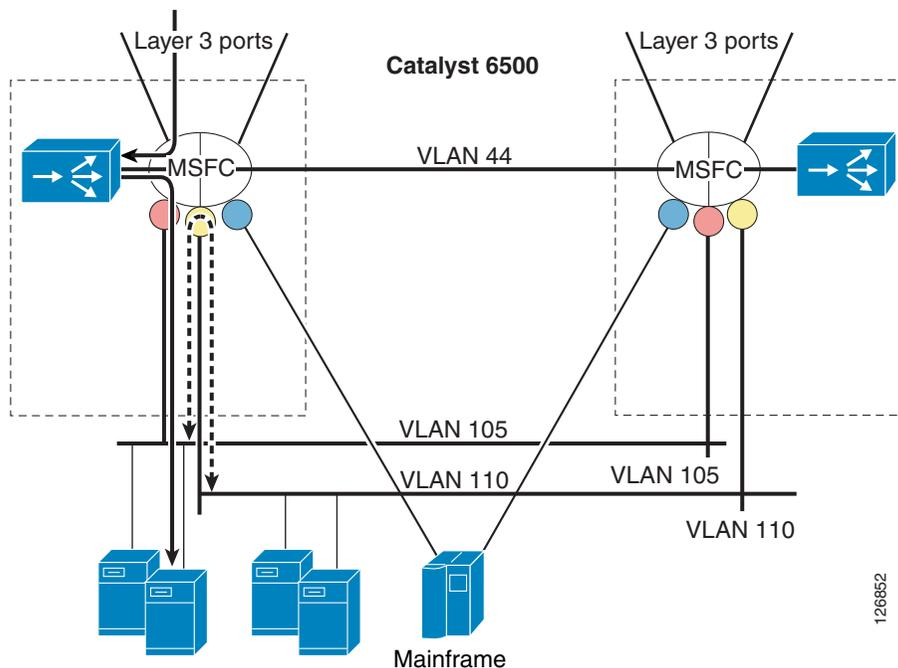 Layer 3 ports
Layer 3 ports
Catalyst 6500
MSFC
VLAN 44
MSFC
VLAN 105
VLAN 105
VLAN 110
VLAN 110
Mainframe
126852